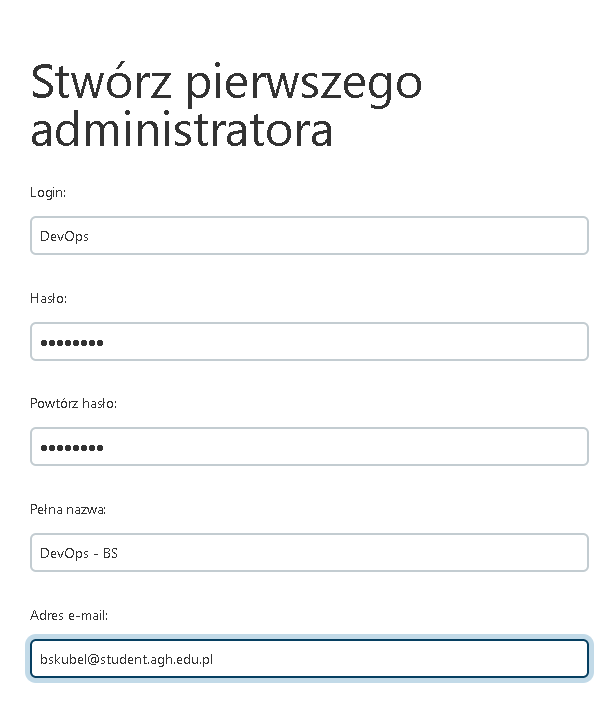 Stwórz pierwszego
administratora
Login:
DevOps
Hasło:
••••••••
Powtórz hasło:
••••••••
Pełna nazwa:
DevOps - BS
Adres e-mail:
bskubel@student.agh.edu.pl